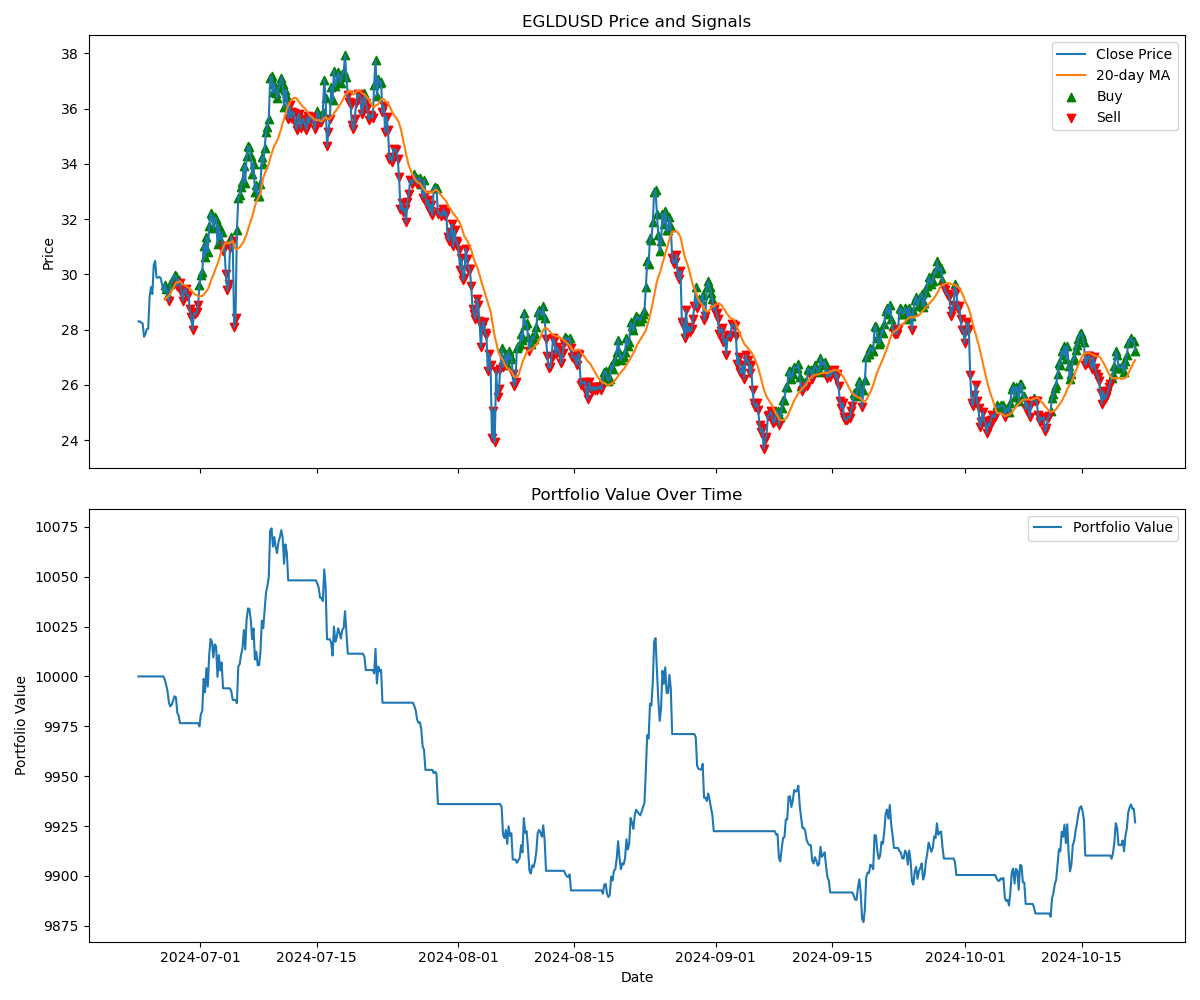 EGLDUSD Price and Signals
Price
38
36
34
32
30
28
26
24
Close Price
20-day MA
Buy
Sell
Portfolio Value Over Time
Portfolio Value
10075
10050
10025
10000
9975
9950
9925
9900
9875
Portfolio Value
2024-07-01 2024-07-15 2024-08-01 2024-08-15 2024-09-01 2024-09-15 2024-10-01 2024-10-15
Date